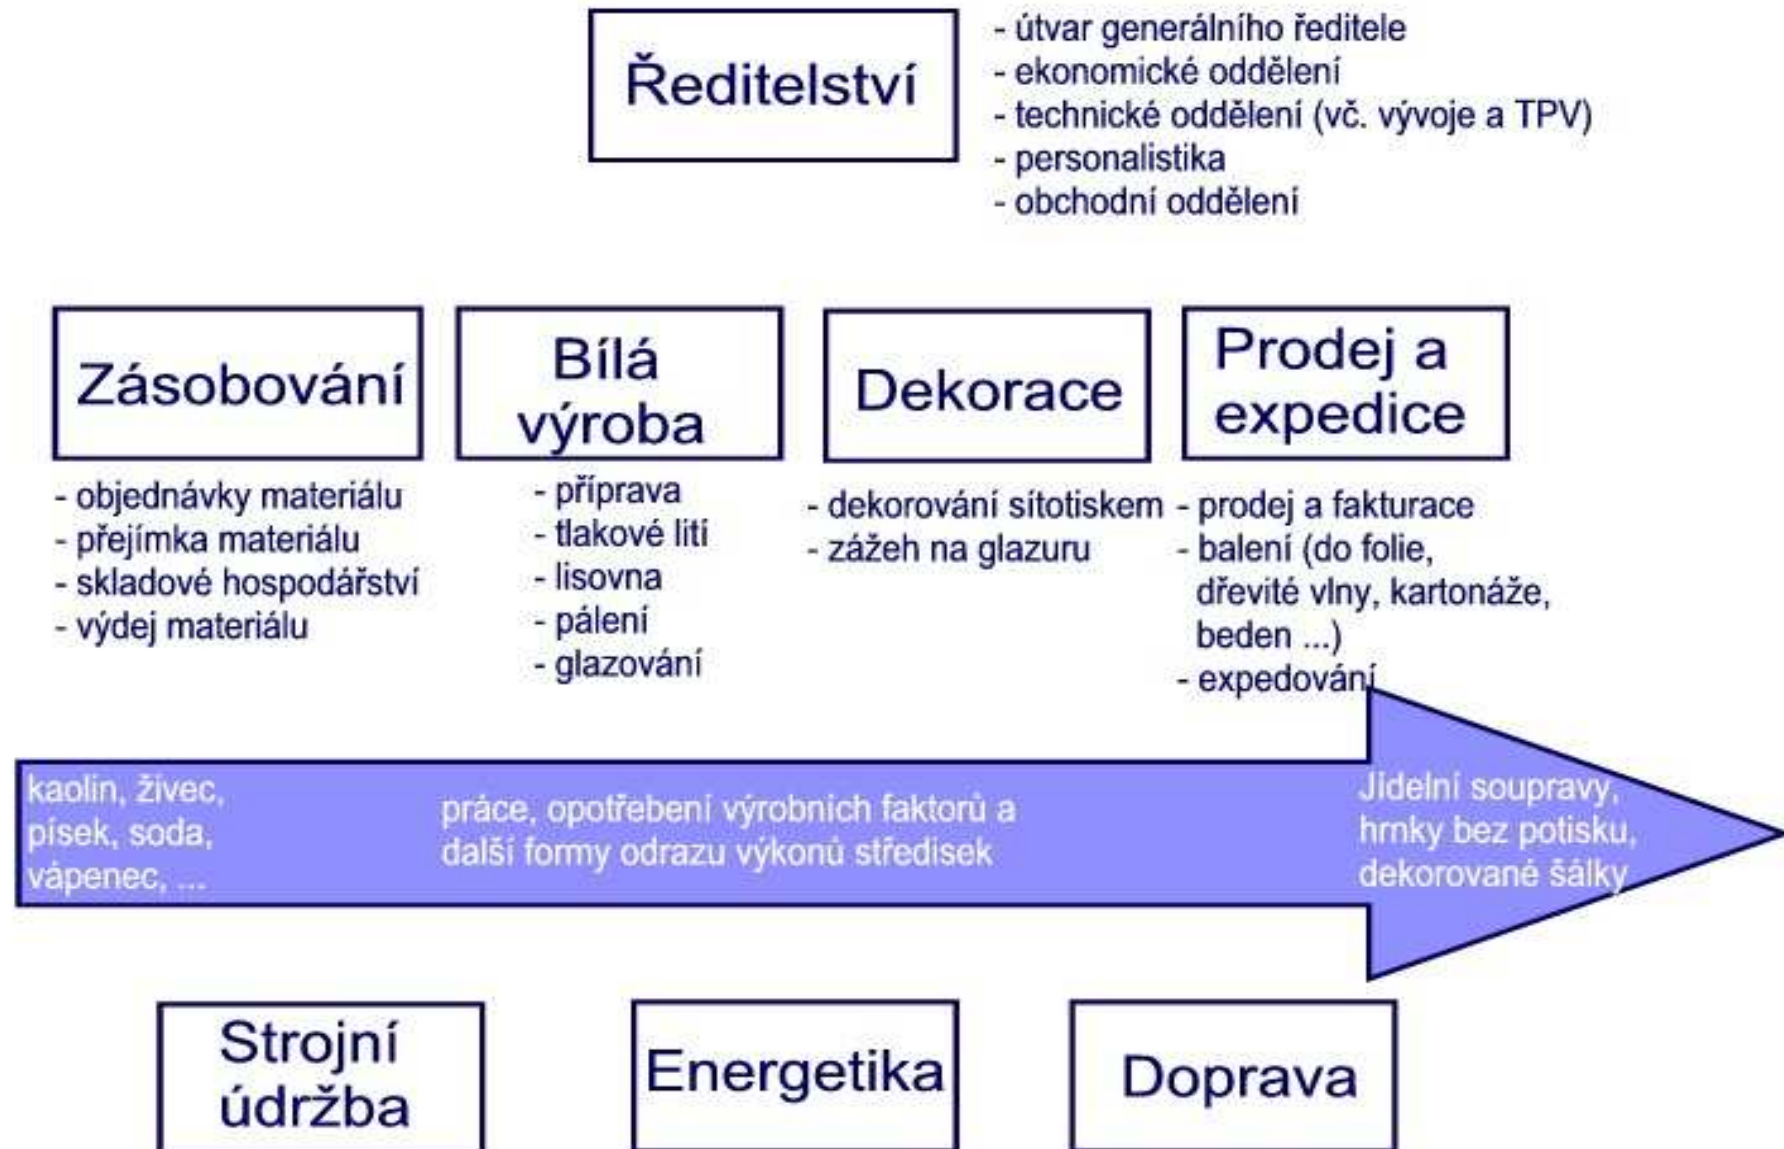 Ředitelství
- útvar generálního ředitele
- ekonomické oddělení
- technické oddělení (vč. vývoje a TPV)
- personalistika
- obchodní oddělení
Zásobování
- objednávky materiálu
- přejímka materiálu
- skladové hospodářství
- výdej materiálu
Bílá
výroba
- příprava
- tlakové lití
- lisovna
- pálení
- glazování
Dekorace
- dekorování sítotiskem
- zážeh na glazuru
Prodej a
expedice
- prodej a fakturace
- balení (do folie,
dřevité vlny, kartonáže,
beden ...)
- expedování
kaolin, živec,
písek, soda,
vápenec, ...
práce, opotřebení výrobních faktorů a
další formy odrazu výkonů středisek
Jídelní soupravy,
hrnky bez potisku,
dekorované šálky
Strojní
údržba
Energetika
Doprava